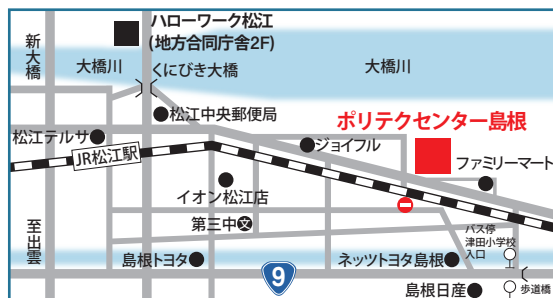 ハローワーク松江
(地方合同庁舎2F)
新大橋
大橋川
くにびき大橋
大橋川
松江中央郵便局
ポリテクセンター島根
松江テルサ
ジョイフル
JR松江駅
ファミリーマート
イオン松江店
第三中
文
至出雲
バス停
津田小学校
入口
島根トヨタ
9
ネッツトヨタ島根
島根日産
歩道橋